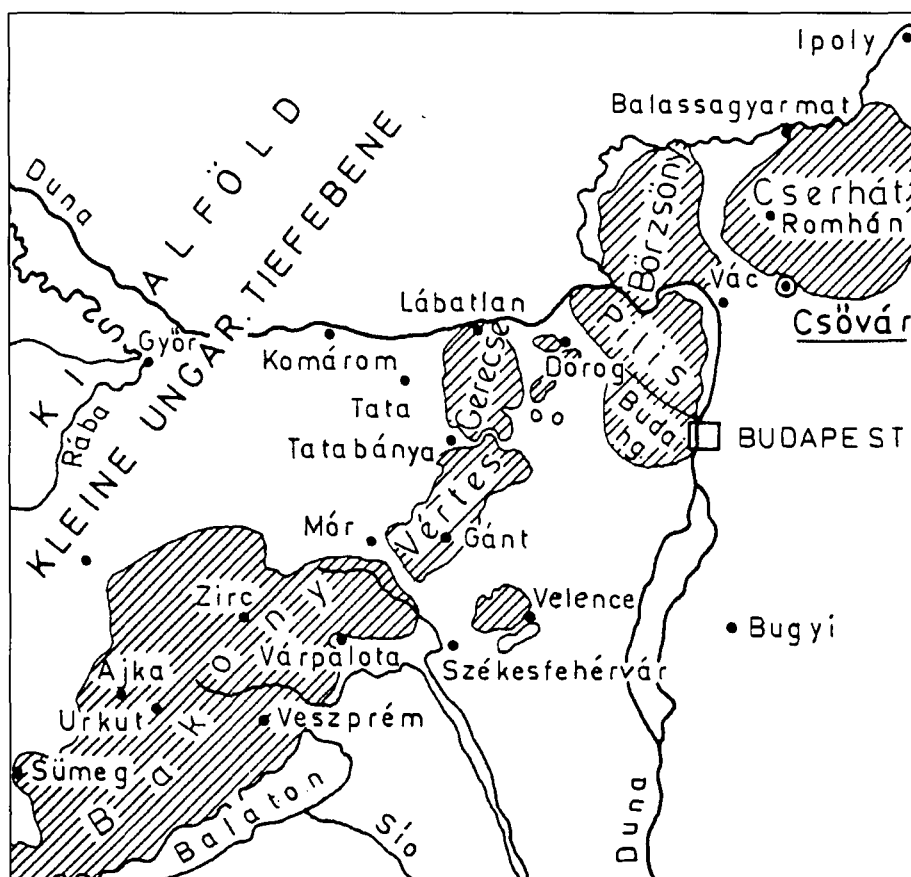 Ipoly
Balassagyarmat
Duna
KIS ALFÖLD
KLEINE UNGAR. TIEFEBENE
Börzsöny
Cserhát
Romhán
Vác
Csővár
Lábatlan
Győr
Komárom
Dorog
Pilis
Gerecse
Tata
Rába
Buda
hg.
BUDAPEST
Tatabánya
Vértes
Mór
Gánt
Zirc
Velence
Bugyi
Várpalota
Székesfehérvár
Ajka
Urkut
Veszprém
Sümeg
Bakony
Balaton
Sío
Duna